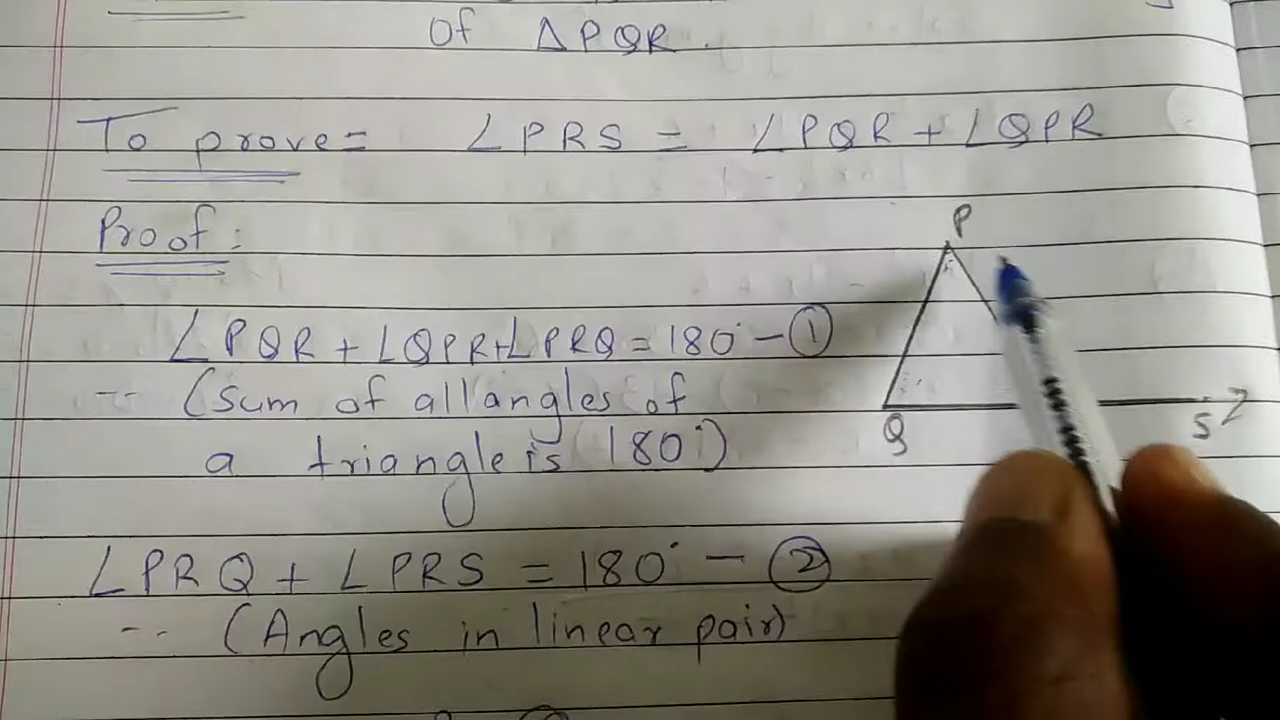 Of ΔPQR.
To prove= ∠PRS = ∠PQR + ∠QPR
Proof:
P
∠PQR + ∠QPR+∠PRQ = 180° - ①
-- (Sum of all angles of
a triangle is 180°)
Q
S
∠PRQ + ∠PRS = 180° - ②
-- (Angles in linear pair)